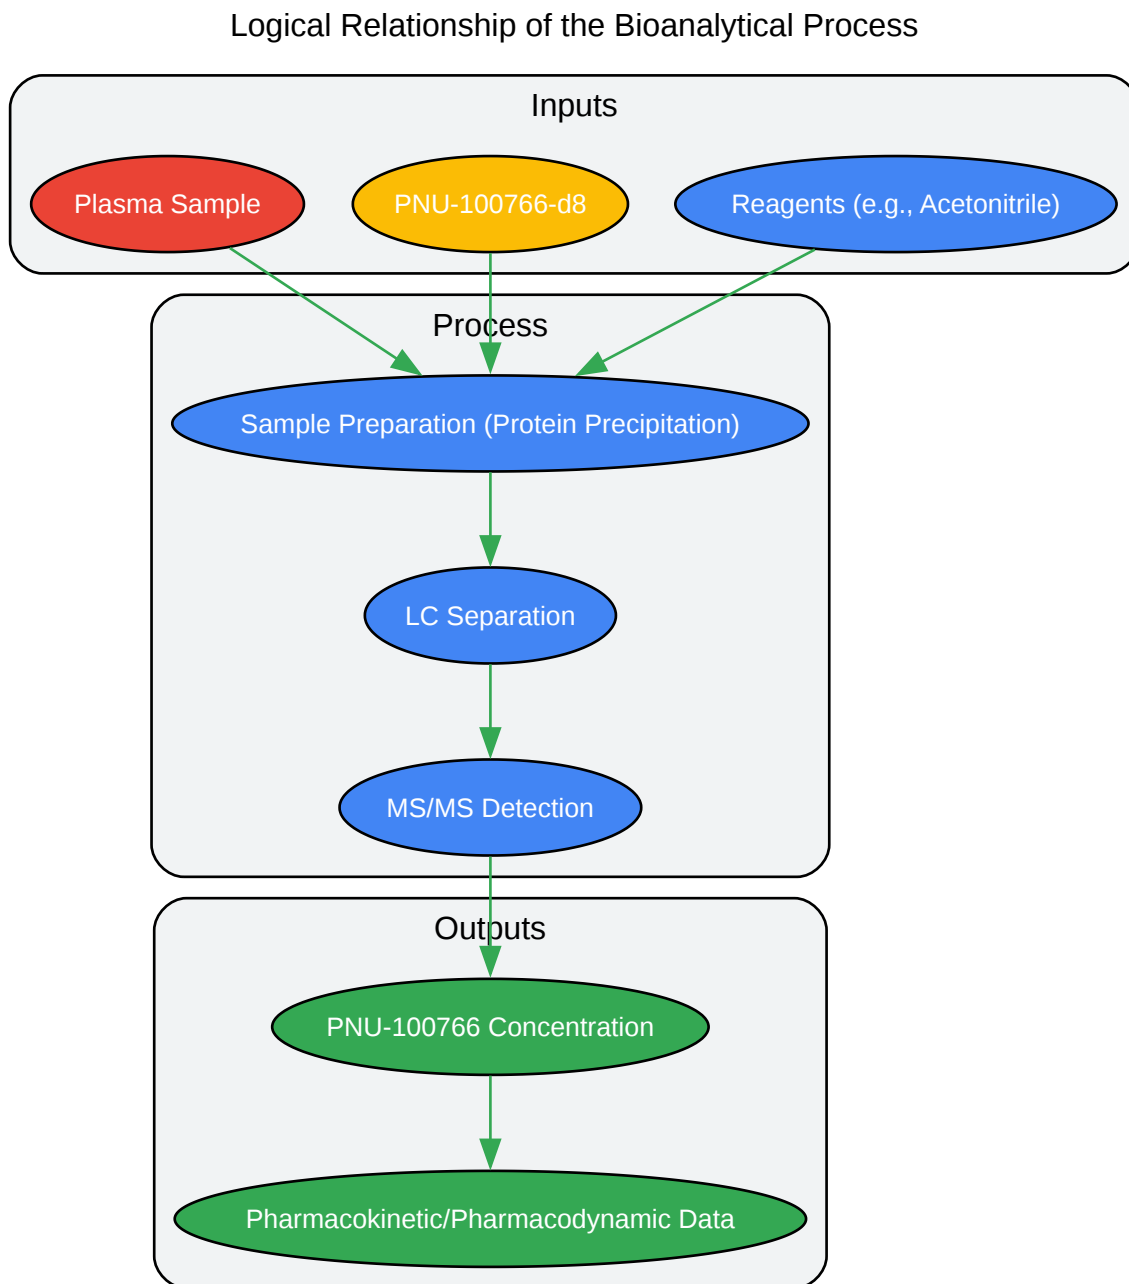 Logical Relationship of the Bioanalytical Process
Inputs
Plasma Sample
PNU-100766-d8
Reagents (e.g., Acetonitrile)
Process
Sample Preparation (Protein Precipitation)
LC Separation
MS/MS Detection
Outputs
PNU-100766 Concentration
Pharmacokinetic/Pharmacodynamic Data